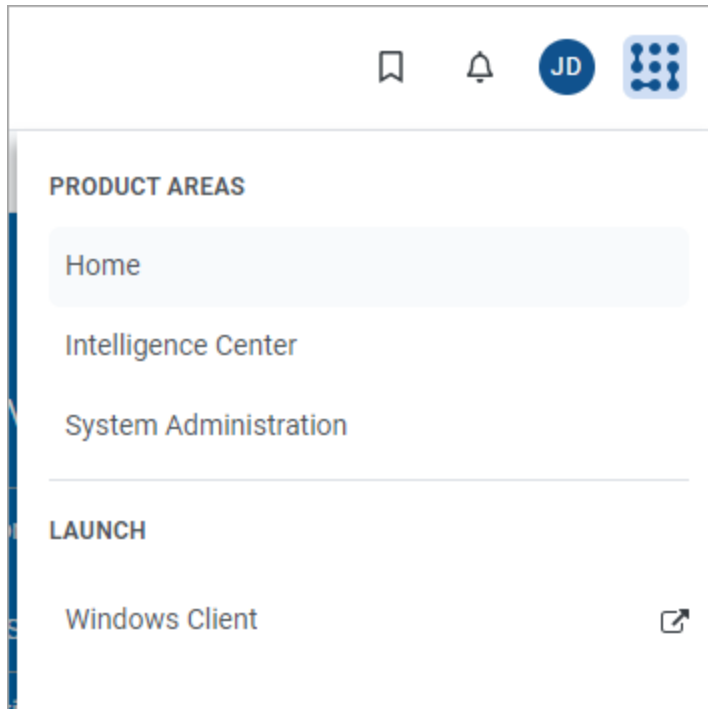 JD
PRODUCT AREAS
Home
Intelligence Center
System Administration
LAUNCH
Windows Client